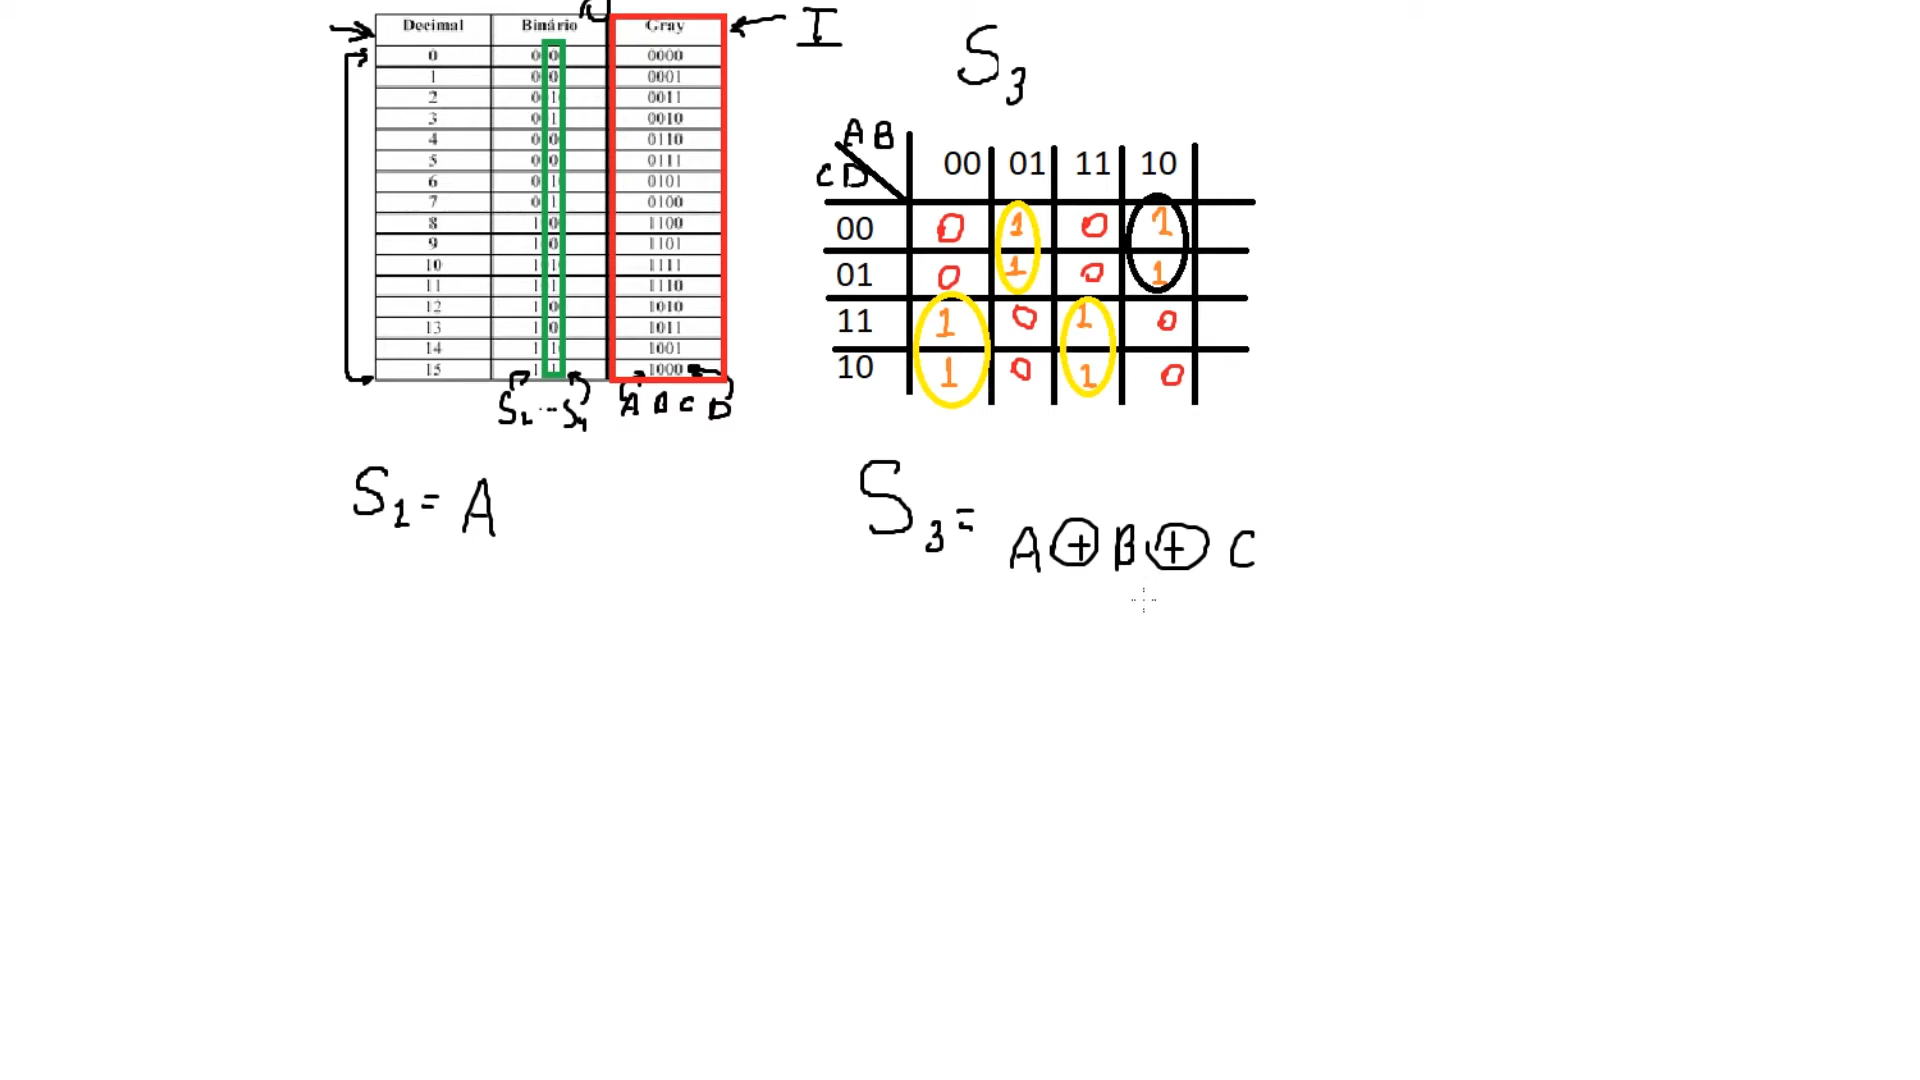 Decimal Binário Gray I
0 0000
1 0001
2 0011
3 0010
4 0110
5 0111
6 0101
7 0100
8 1100
9 1101
10 1111
11 1110
12 1010
13 1011
14 1001
15 1000
S1 ... S4 A B C D
S3
AB
CD
00 01 11 10
00 0 1 0 1
01 0 1 0 1
11 1 0 1 0
10 1 0 1 0
S1 = A
S3 = A ⊕ B ⊕ C